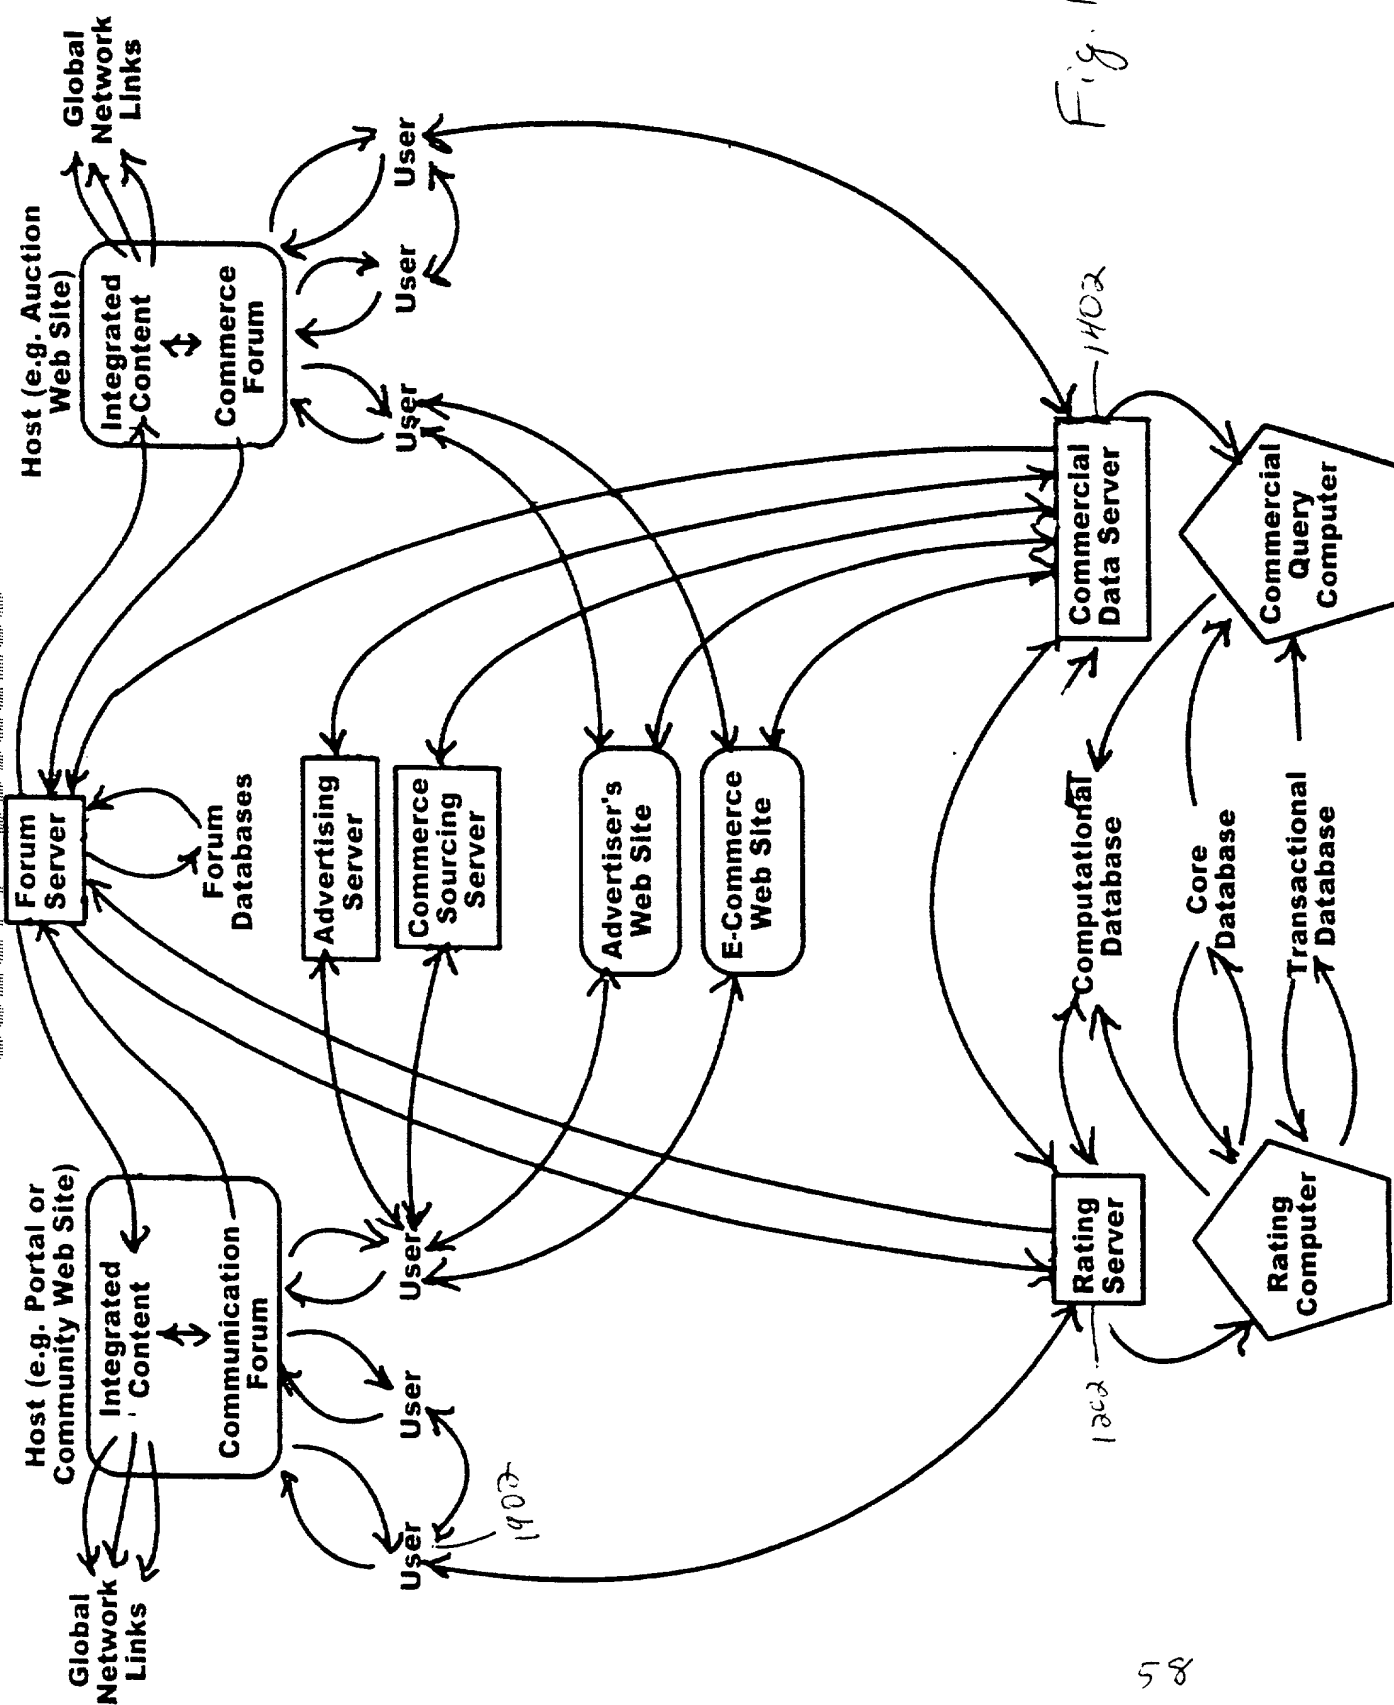 Host (e.g. Portal or
Community Web Site)
Global
Network
Links
Integrated
Content
Communication
Forum
User
User
User
1902
Forum
Server
Forum
Databases
Host (e.g. Auction
Web Site)
Global
Network
Links
Integrated
Content
Commerce
Forum
User
User
User
Advertising
Server
Commerce
Sourcing
Server
Advertiser's
Web Site
E-Commerce
Web Site
Rating
Server
1202
Rating
Computer
Computational
Database
Core
Database
Transactional
Database
Commercial
Data Server
1402
Commercial
Query
Computer
Fig. 1
58